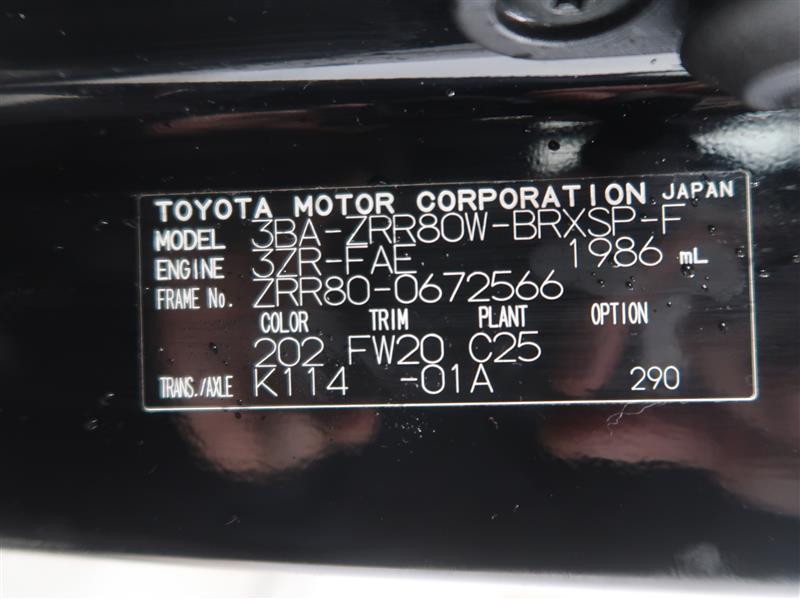 TOYOTA MOTOR CORPORATION JAPAN
MODEL 3BA-ZRR80W-BRXSP-F
ENGINE 3ZR-FAE 1986 mL
FRAME No. ZRR80-0672566
COLOR TRIM PLANT OPTION
202 FW20 C25
TRANS./AXLE K114 -01A 290